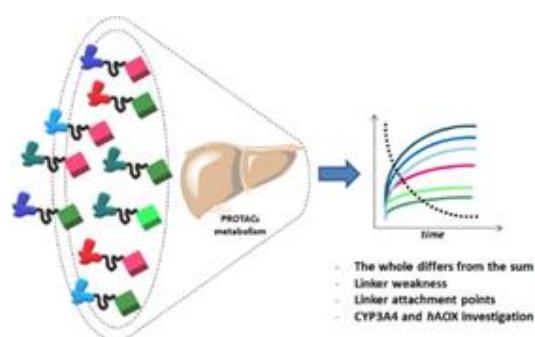 PROTACs
metabolism
time
- The whole differs from the sum
- Linker weakness
- Linker attachment points
- CYP3A4 and hAOX investigation